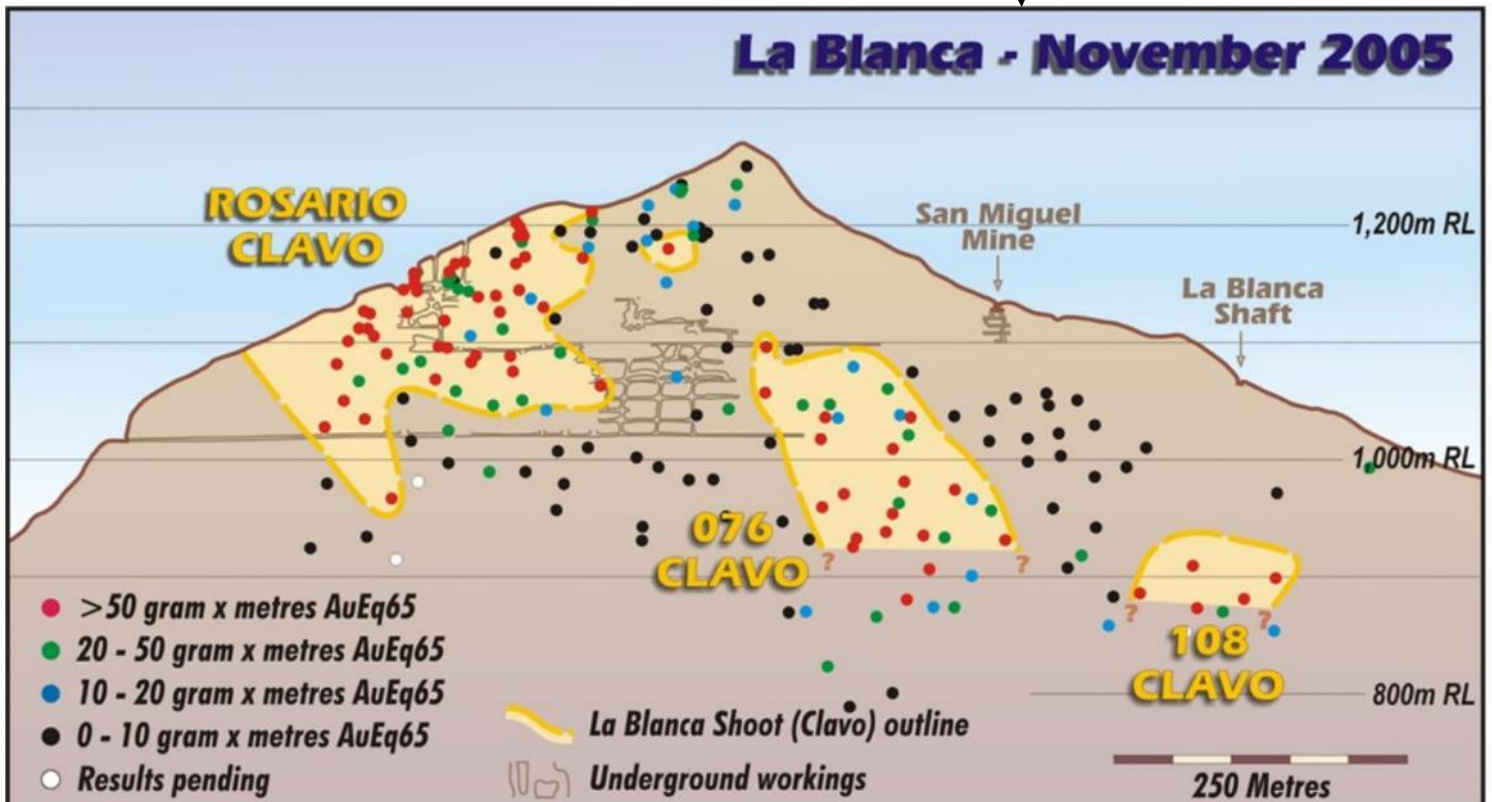 La Blanca - November 2005
ROSARIO
CLAVO
San Miguel
Mine
1,200m RL
La Blanca
Shaft
1,000m RL
076
CLAVO
?
?
?
?
108
CLAVO
800m RL
>50 gram x metres AuEq65
20 - 50 gram x metres AuEq65
10 - 20 gram x metres AuEq65
0 - 10 gram x metres AuEq65
Results pending
La Blanca Shoot (Clavo) outline
Underground workings
250 Metres